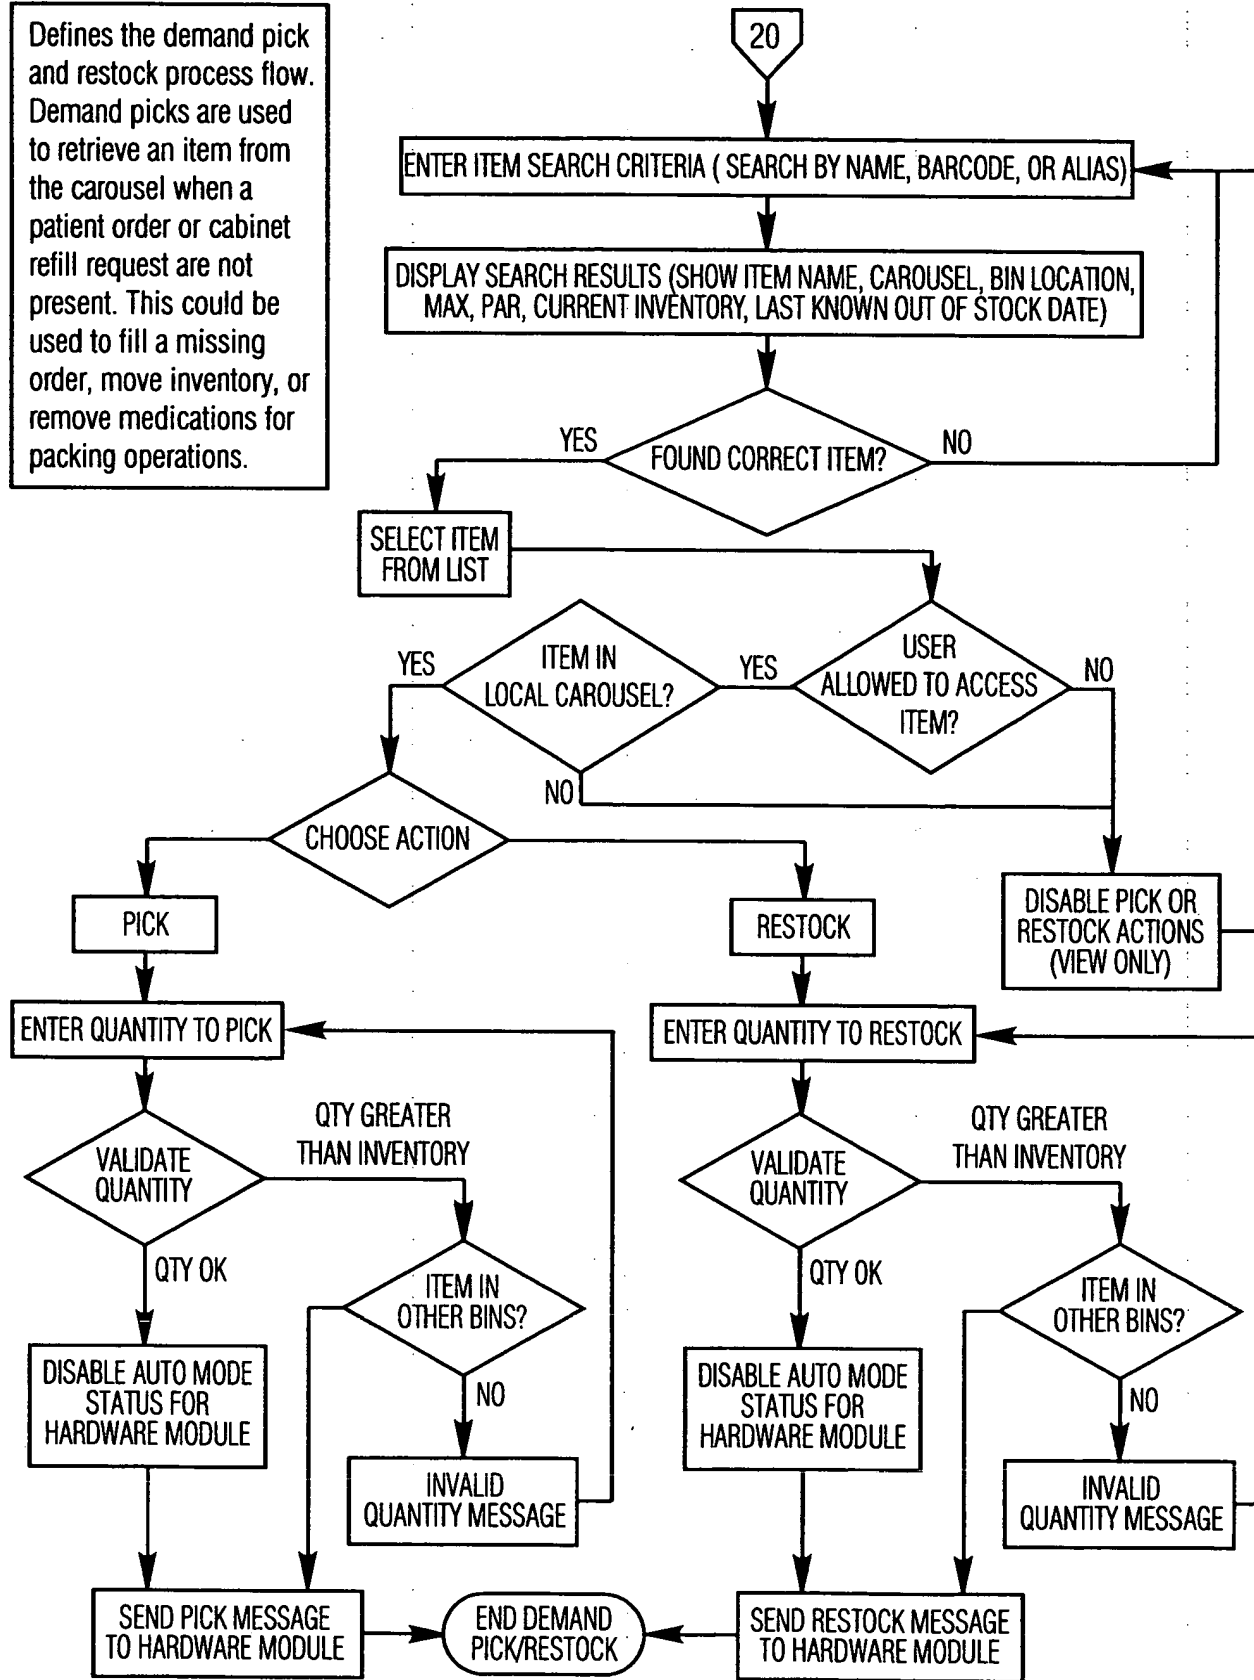 Defines the demand pick
and restock process flow.
Demand picks are used
to retrieve an item from
the carousel when a
patient order or cabinet
refill request are not
present. This could be
used to fill a missing
order, move inventory, or
remove medications for
packing operations.
20
ENTER ITEM SEARCH CRITERIA ( SEARCH BY NAME, BARCODE, OR ALIAS)
DISPLAY SEARCH RESULTS (SHOW ITEM NAME, CAROUSEL, BIN LOCATION,
MAX, PAR, CURRENT INVENTORY, LAST KNOWN OUT OF STOCK DATE)
YES
FOUND CORRECT ITEM?
NO
SELECT ITEM
FROM LIST
YES
ITEM IN
LOCAL CAROUSEL?
YES
USER
ALLOWED TO ACCESS
ITEM?
NO
NO
CHOOSE ACTION
PICK
RESTOCK
DISABLE PICK OR
RESTOCK ACTIONS
(VIEW ONLY)
ENTER QUANTITY TO PICK
ENTER QUANTITY TO RESTOCK
VALIDATE
QUANTITY
QTY GREATER
THAN INVENTORY
VALIDATE
QUANTITY
QTY GREATER
THAN INVENTORY
QTY OK
ITEM IN
OTHER BINS?
QTY OK
ITEM IN
OTHER BINS?
DISABLE AUTO MODE
STATUS FOR
HARDWARE MODULE
NO
DISABLE AUTO MODE
STATUS FOR
HARDWARE MODULE
NO
INVALID
QUANTITY MESSAGE
INVALID
QUANTITY MESSAGE
SEND PICK MESSAGE
TO HARDWARE MODULE
END DEMAND
PICK/RESTOCK
SEND RESTOCK MESSAGE
TO HARDWARE MODULE